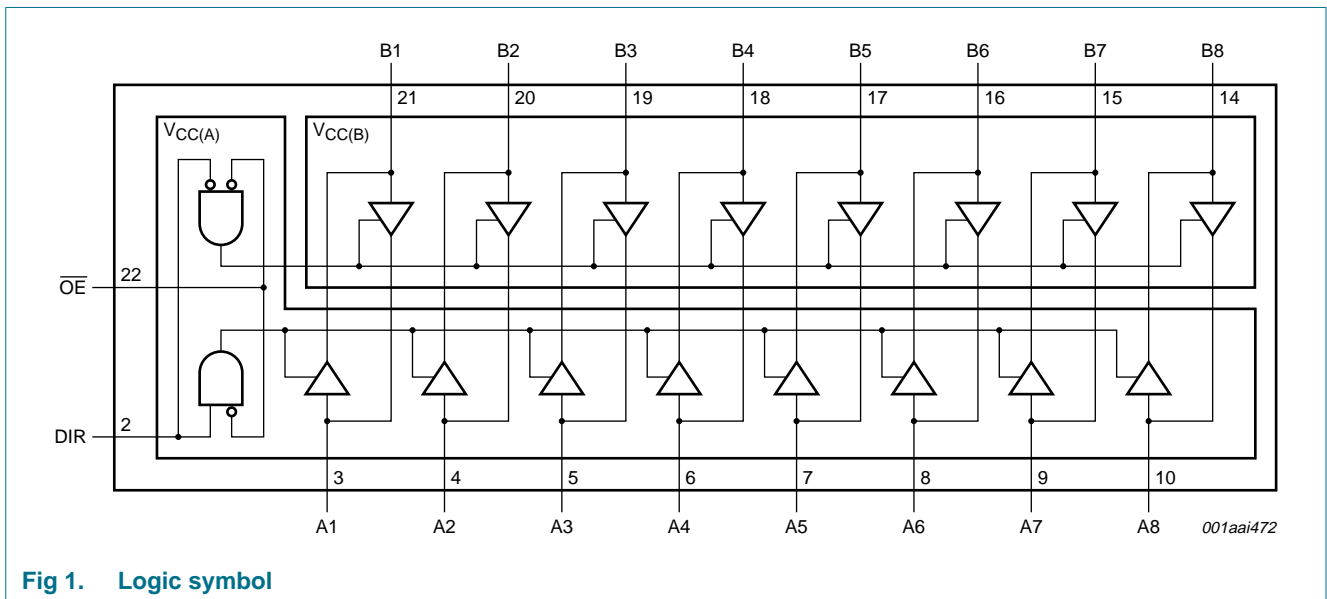 B1 B2 B3 B4 B5 B6 B7 B8
21 20 19 18 17 16 15 14
VCC(A) VCC(B)
22
OE
2
DIR
3 4 5 6 7 8 9 10
A1 A2 A3 A4 A5 A6 A7 A8 001aai472
Fig 1. Logic symbol